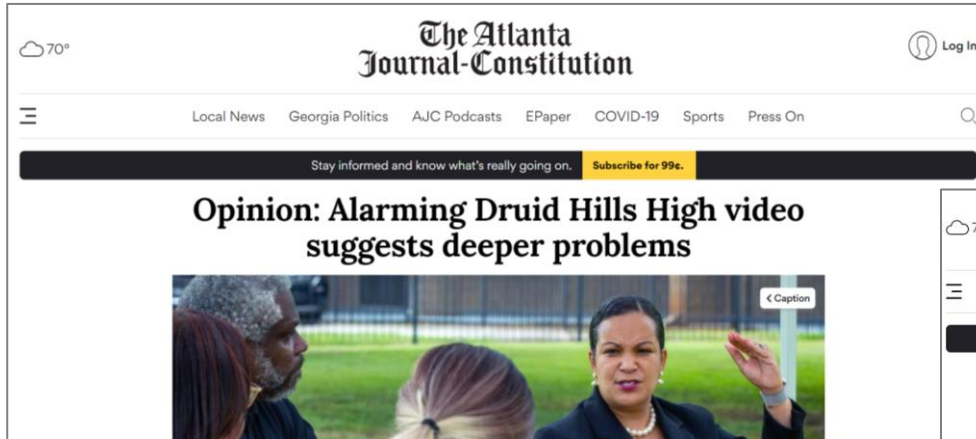 70°
The Atlanta
Journal-Constitution
Log In
Local News Georgia Politics AJC Podcasts EPaper COVID-19 Sports Press On
Stay informed and know what's really going on. Subscribe for 99¢.
Opinion: Alarming Druid Hills High video
suggests deeper problems
< Caption